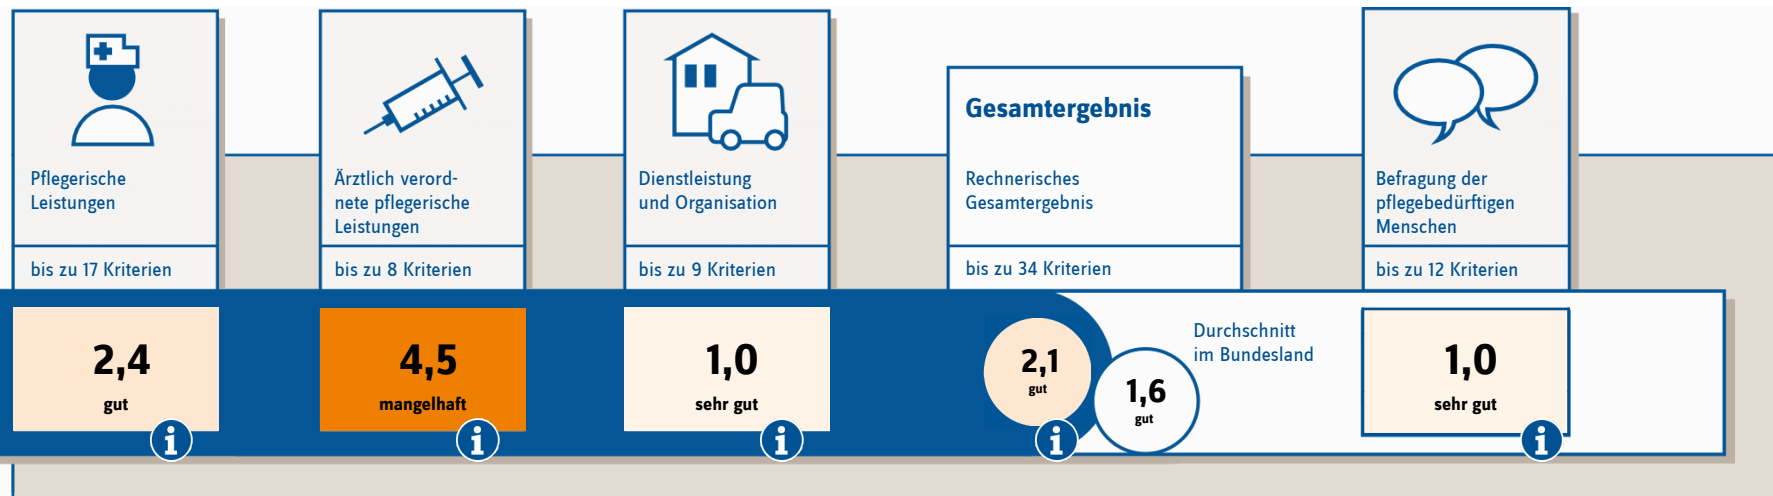 Pflegerische
Leistungen
bis zu 17 Kriterien
2,4
gut
i
Ärztlich verord-
nete pflegerische
Leistungen
bis zu 8 Kriterien
4,5
mangelhaft
i
Dienstleistung
und Organisation
bis zu 9 Kriterien
1,0
sehr gut
i
Gesamtergebnis
Rechnerisches
Gesamtergebnis
bis zu 34 Kriterien
2,1
gut
i
1,6
gut
Durchschnitt
im Bundesland
Befragung der
pflegebedürftigen
Menschen
bis zu 12 Kriterien
1,0
sehr gut
i